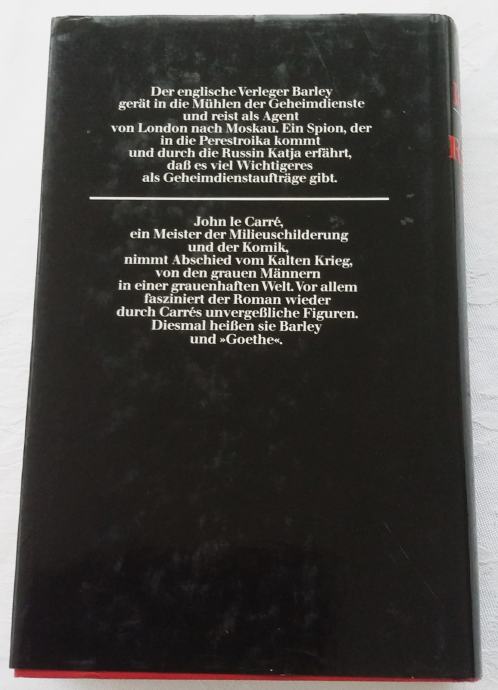 Der englische Verleger Barley
gerät in die Mühlen der Geheimdienste
und reist als Agent
von London nach Moskau. Ein Spion, der
in die Perestroika kommt
und durch die Russin Katja erfährt,
daß es viel Wichtigeres
als Geheimdienstaufträge gibt.
John le Carré,
ein Meister der Milieuschilderung
und der Komik,
nimmt Abschied vom Kalten Krieg,
von den grauen Männern
in einer grauenhaften Welt. Vor allem
fasziniert der Roman wieder
durch Carrés unvergeßliche Figuren.
Diesmal heißen sie Barley
und »Goethe«.